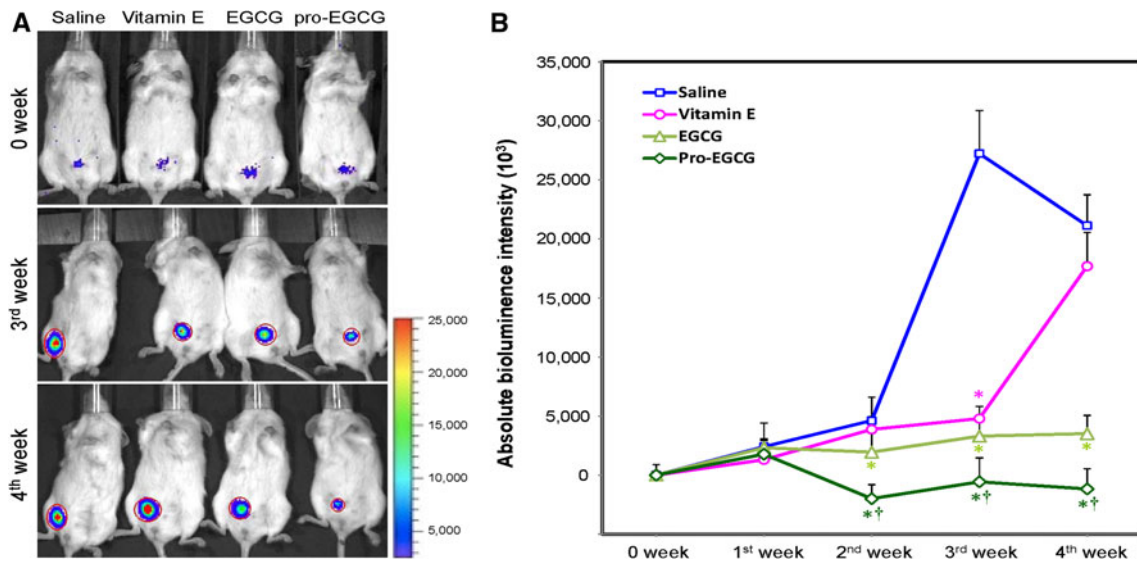 A
Saline Vitamin E EGCG pro-EGCG
0 week
3rd week
4th week
25,000
20,000
15,000
10,000
5,000
B
Absolute bioluminence intensity (10³)
35,000
30,000
25,000
20,000
15,000
10,000
5,000
0
Saline
Vitamin E
EGCG
Pro-EGCG
*
* * *
*† *† *†
0 week 1st week 2nd week 3rd week 4th week